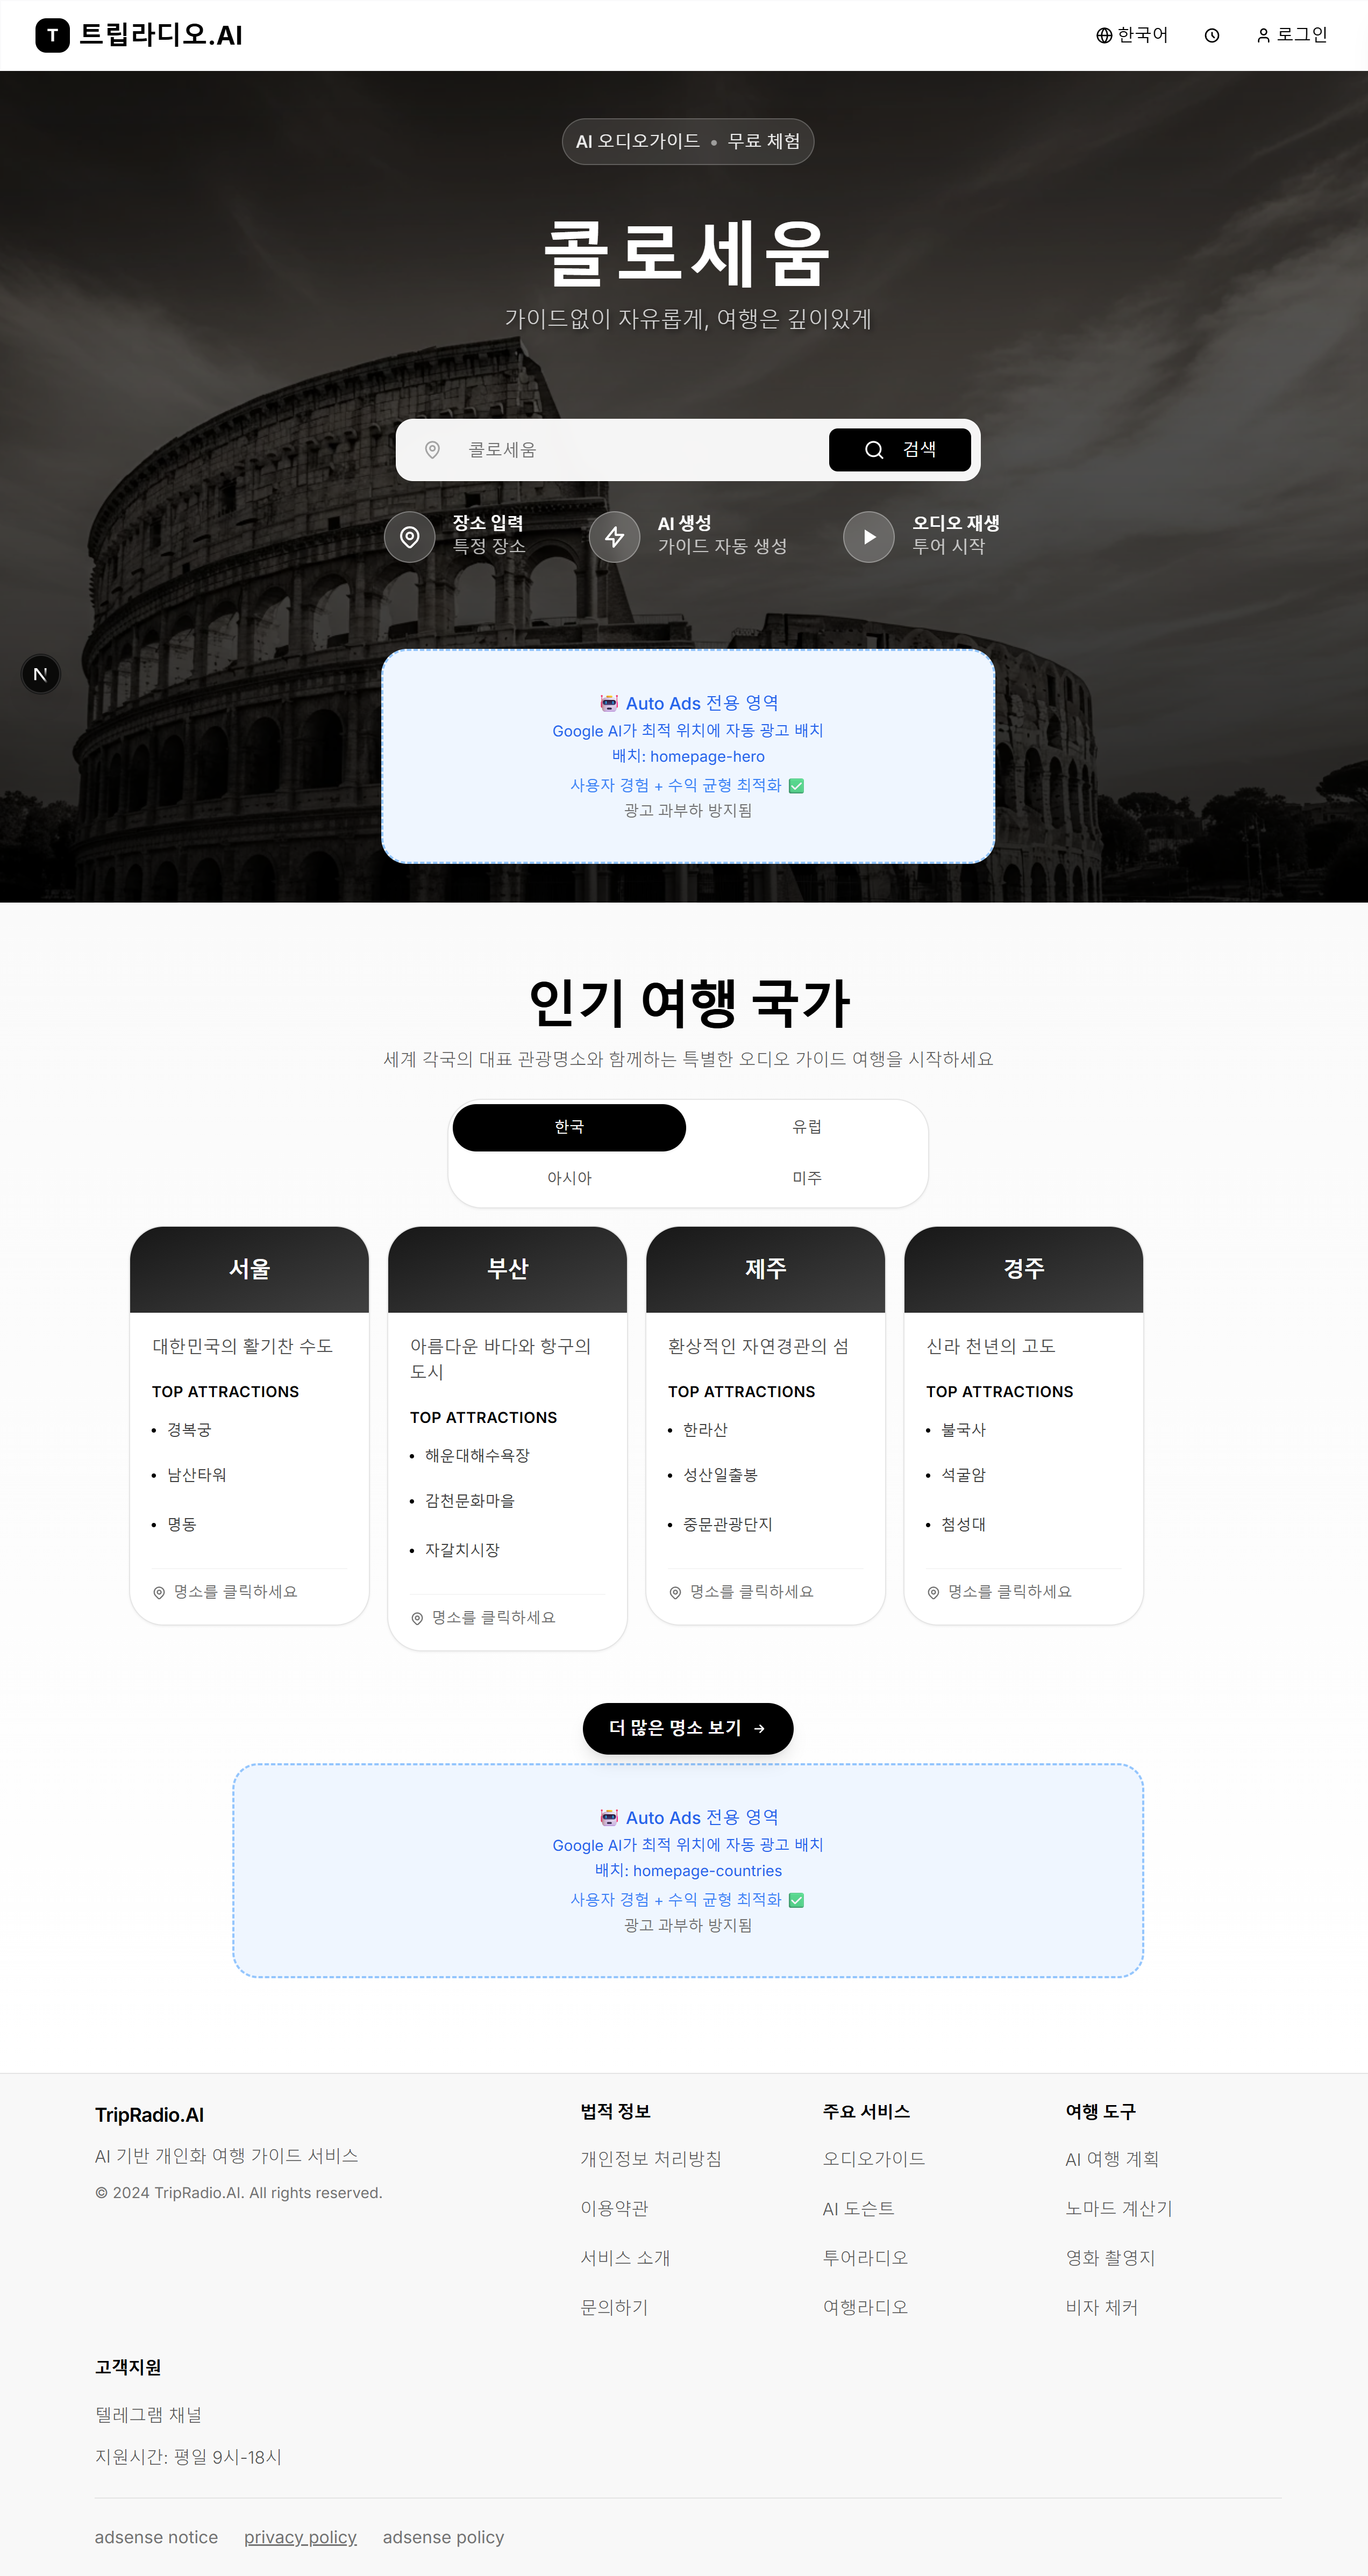 T 트립라디오.AI
한국어
로그인
AI 오디오가이드 • 무료 체험
콜로세움
가이드없이 자유롭게, 여행은 깊이있게
콜로세움
검색
장소 입력
특정 장소
AI 생성
가이드 자동 생성
오디오 재생
투어 시작
N
🤖 Auto Ads 전용 영역
Google AI가 최적 위치에 자동 광고 배치
배치: homepage-hero
사용자 경험 + 수익 균형 최적화 ✅
광고 과부하 방지됨
인기 여행 국가
세계 각국의 대표 관광명소와 함께하는 특별한 오디오 가이드 여행을 시작하세요
한국
유럽
아시아
미주
서울
대한민국의 활기찬 수도
TOP ATTRACTIONS
• 경복궁
• 남산타워
• 명동
명소를 클릭하세요
부산
아름다운 바다와 항구의
도시
TOP ATTRACTIONS
• 해운대해수욕장
• 감천문화마을
• 자갈치시장
명소를 클릭하세요
제주
환상적인 자연경관의 섬
TOP ATTRACTIONS
• 한라산
• 성산일출봉
• 중문관광단지
명소를 클릭하세요
경주
신라 천년의 고도
TOP ATTRACTIONS
• 불국사
• 석굴암
• 첨성대
명소를 클릭하세요
더 많은 명소 보기 →
🤖 Auto Ads 전용 영역
Google AI가 최적 위치에 자동 광고 배치
배치: homepage-countries
사용자 경험 + 수익 균형 최적화 ✅
광고 과부하 방지됨
TripRadio.AI
AI 기반 개인화 여행 가이드 서비스
© 2024 TripRadio.AI. All rights reserved.
법적 정보
개인정보 처리방침
이용약관
서비스 소개
문의하기
주요 서비스
오디오가이드
AI 도슨트
투어라디오
여행라디오
여행 도구
AI 여행 계획
노마드 계산기
영화 촬영지
비자 체커
고객지원
텔레그램 채널
지원시간: 평일 9시-18시
adsense notice
privacy policy
adsense policy